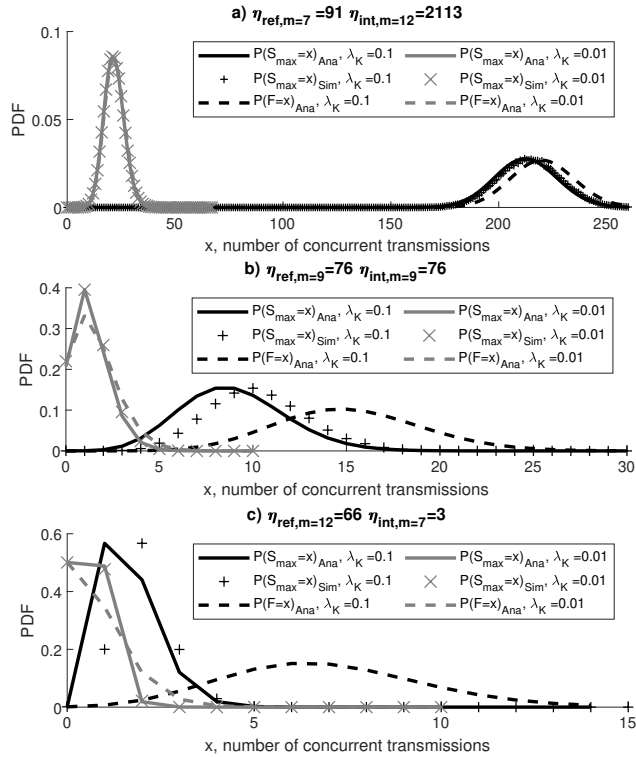 a) η_ref,m=7 =91 η_int,m=12=2113
P(S_max=x)_Ana, λ_K =0.1
P(S_max=x)_Ana, λ_K =0.01
P(S_max=x)_Sim, λ_K =0.1
P(S_max=x)_Sim, λ_K =0.01
P(F=x)_Ana, λ_K =0.1
P(F=x)_Ana, λ_K =0.01
PDF
0.1
0.05
0
0 50 100 150 200 250
x, number of concurrent transmissions
b) η_ref,m=9=76 η_int,m=9=76
P(S_max=x)_Ana, λ_K =0.1
P(S_max=x)_Ana, λ_K =0.01
P(S_max=x)_Sim, λ_K =0.1
P(S_max=x)_Sim, λ_K =0.01
P(F=x)_Ana, λ_K =0.1
P(F=x)_Ana, λ_K =0.01
PDF
0.4
0.3
0.2
0.1
0
0 5 10 15 20 25 30
x, number of concurrent transmissions
c) η_ref,m=12=66 η_int,m=7=3
P(S_max=x)_Ana, λ_K =0.1
P(S_max=x)_Ana, λ_K =0.01
P(S_max=x)_Sim, λ_K =0.1
P(S_max=x)_Sim, λ_K =0.01
P(F=x)_Ana, λ_K =0.1
P(F=x)_Ana, λ_K =0.01
PDF
0.6
0.4
0.2
0
0 5 10 15
x, number of concurrent transmissions